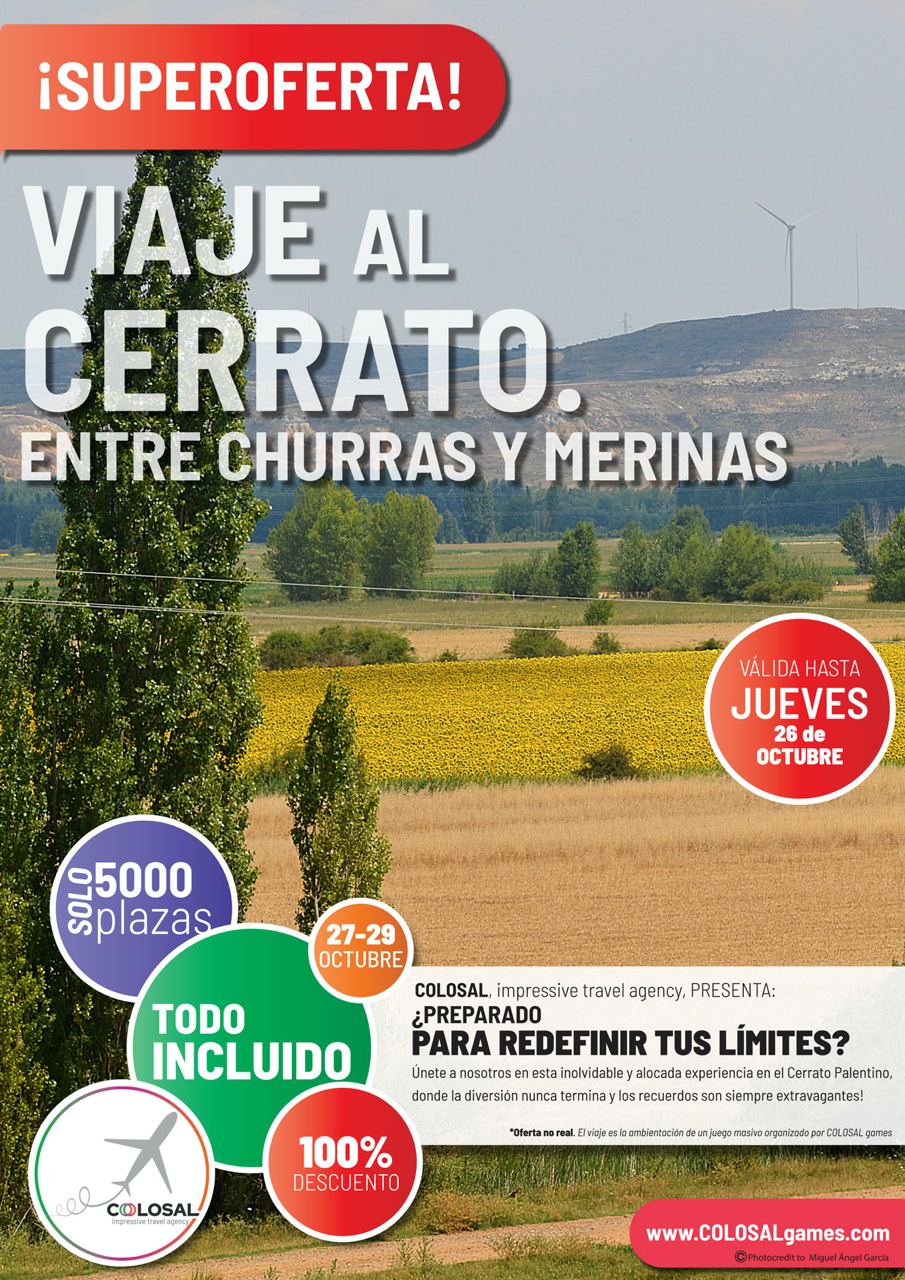 ¡SUPEROFERTA!
VIAJE AL
CERRATO.
ENTRE CHURRAS Y MERINAS
VÁLIDA HASTA
JUEVES
26 de
OCTUBRE
SOLO
5000
plazas
27-29
OCTUBRE
TODO
INCLUIDO
COLOSAL, impressive travel agency, PRESENTA:
¿PREPARADO
PARA REDEFINIR TUS LÍMITES?
Únete a nosotros en esta inolvidable y alocada experiencia en el Cerrato Palentino,
donde la diversión nunca termina y los recuerdos son siempre extravagantes!
*Oferta no real. El viaje es la ambientación de un juego masivo organizado por COLOSAL games
100%
DESCUENTO
COLOSAL
impressive travel agency
www.COLOSALgames.com
©Photocredit to Miguel Ángel García